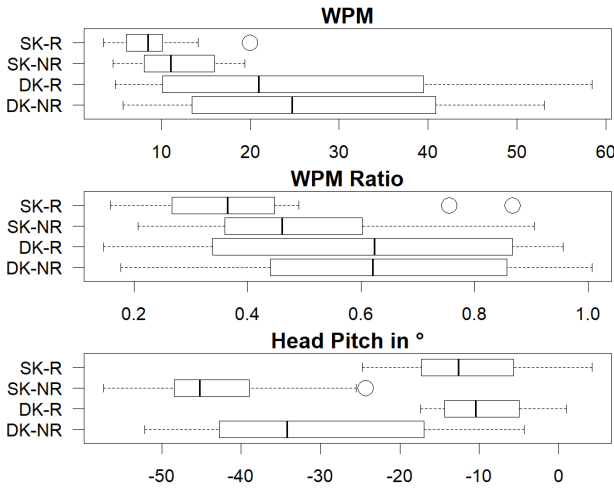 WPM
SK-R
SK-NR
DK-R
DK-NR
10 20 30 40 50 60
WPM Ratio
SK-R
SK-NR
DK-R
DK-NR
0.2 0.4 0.6 0.8 1.0
Head Pitch in °
SK-R
SK-NR
DK-R
DK-NR
-50 -40 -30 -20 -10 0